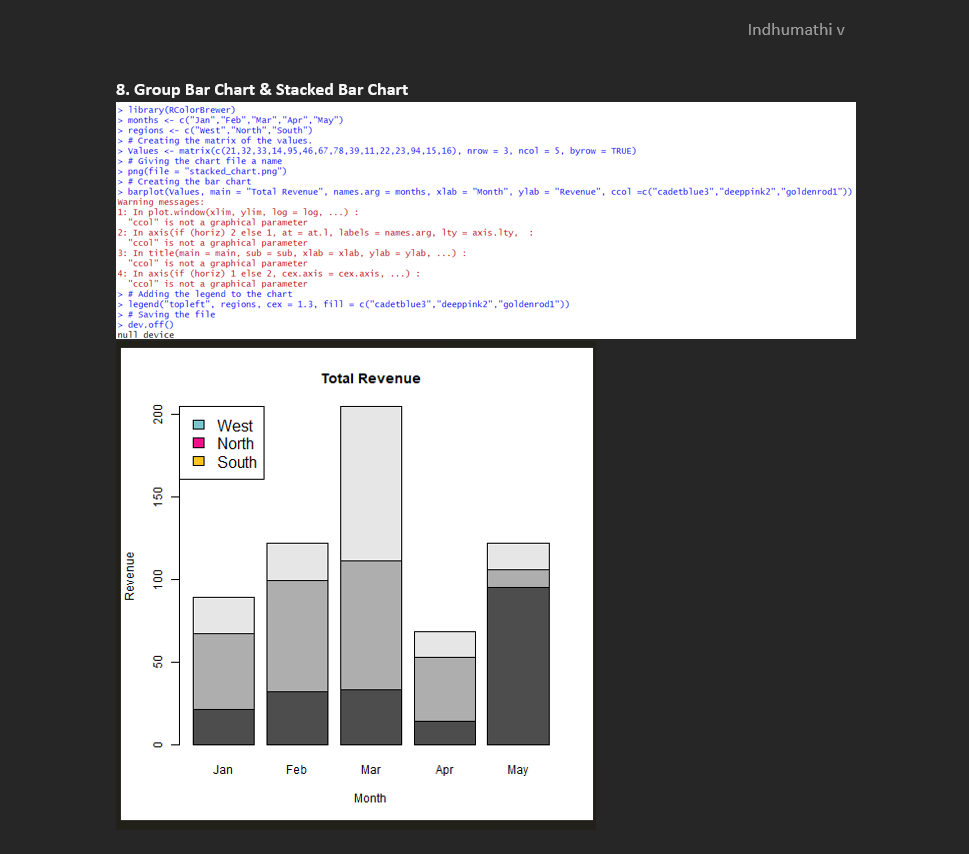 Indhumathi v
8. Group Bar Chart & Stacked Bar Chart
> library(RColorBrewer)
> months <- c("Jan","Feb","Mar","Apr","May")
> regions <- c("West","North","South")
> # Creating the matrix of the values.
> Values <- matrix(c(21,32,33,14,95,46,67,78,39,11,22,23,94,15,16), nrow = 3, ncol = 5, byrow = TRUE)
> # Giving the chart file a name
> png(file = "stacked_chart.png")
> # Creating the bar chart
> barplot(Values, main = "Total Revenue", names.arg = months, xlab = "Month", ylab = "Revenue", ccol =c("cadetblue3","deeppink2","goldenrod1"))
Warning messages:
1: In plot.window(xlim, ylim, log = log, ...) :
"ccol" is not a graphical parameter
2: In axis(if (horiz) 2 else 1, at = at.l, labels = names.arg, lty = axis.lty,  :
"ccol" is not a graphical parameter
3: In title(main = main, sub = sub, xlab = xlab, ylab = ylab, ...) :
"ccol" is not a graphical parameter
4: In axis(if (horiz) 1 else 2, cex.axis = cex.axis, ...) :
"ccol" is not a graphical parameter
> # Adding the legend to the chart
> legend("topleft", regions, cex = 1.3, fill = c("cadetblue3","deeppink2","goldenrod1"))
> # Saving the file
> dev.off()
null device
Total Revenue
West
North
South
200
150
100
50
0
Revenue
Jan Feb Mar Apr May
Month